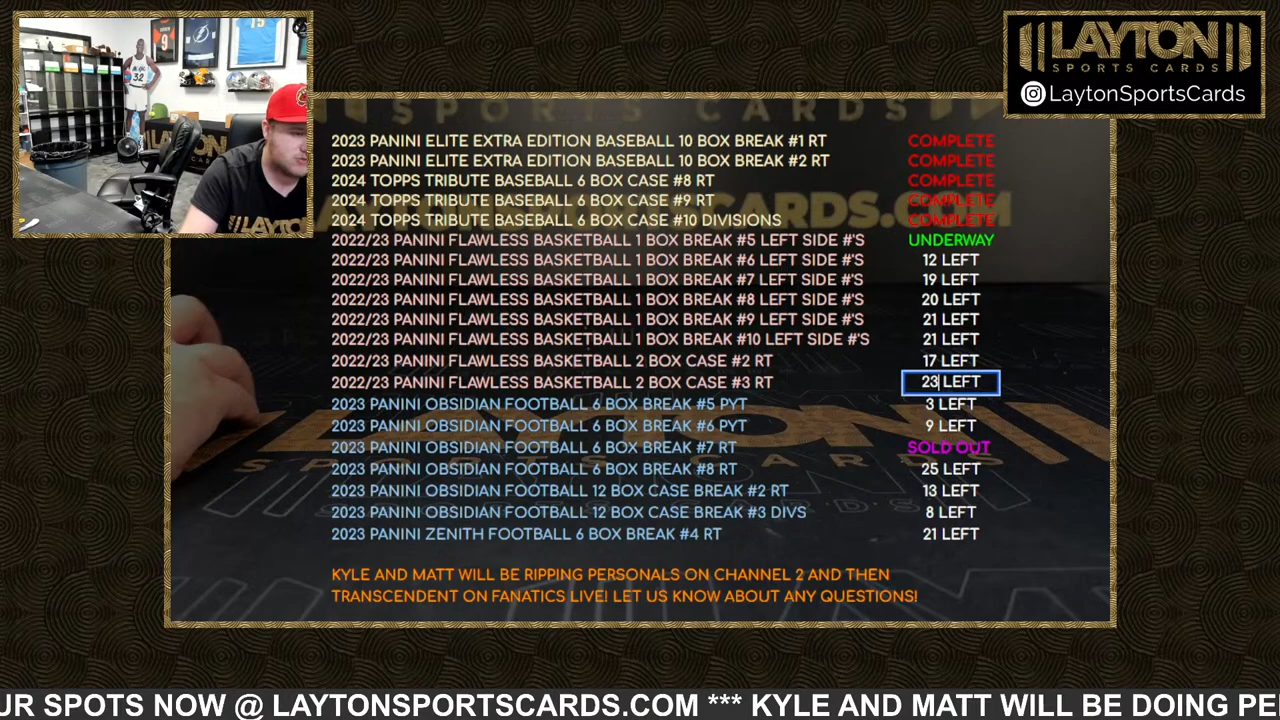 LAYTON
SPORTS CARDS
LaytonSportsCards
2023 PANINI ELITE EXTRA EDITION BASEBALL 10 BOX BREAK #1 RT COMPLETE
2023 PANINI ELITE EXTRA EDITION BASEBALL 10 BOX BREAK #2 RT COMPLETE
2024 TOPPS TRIBUTE BASEBALL 6 BOX CASE #8 RT COMPLETE
2024 TOPPS TRIBUTE BASEBALL 6 BOX CASE #9 RT COMPLETE
2024 TOPPS TRIBUTE BASEBALL 6 BOX CASE #10 DIVISIONS COMPLETE
2022/23 PANINI FLAWLESS BASKETBALL 1 BOX BREAK #5 LEFT SIDE #'S UNDERWAY
2022/23 PANINI FLAWLESS BASKETBALL 1 BOX BREAK #6 LEFT SIDE #'S 12 LEFT
2022/23 PANINI FLAWLESS BASKETBALL 1 BOX BREAK #7 LEFT SIDE #'S 19 LEFT
2022/23 PANINI FLAWLESS BASKETBALL 1 BOX BREAK #8 LEFT SIDE #'S 20 LEFT
2022/23 PANINI FLAWLESS BASKETBALL 1 BOX BREAK #9 LEFT SIDE #'S 21 LEFT
2022/23 PANINI FLAWLESS BASKETBALL 1 BOX BREAK #10 LEFT SIDE #'S 21 LEFT
2022/23 PANINI FLAWLESS BASKETBALL 2 BOX CASE #2 RT 17 LEFT
2022/23 PANINI FLAWLESS BASKETBALL 2 BOX CASE #3 RT 23 LEFT
2023 PANINI OBSIDIAN FOOTBALL 6 BOX BREAK #5 PYT 3 LEFT
2023 PANINI OBSIDIAN FOOTBALL 6 BOX BREAK #6 PYT 9 LEFT
2023 PANINI OBSIDIAN FOOTBALL 6 BOX BREAK #7 RT SOLD OUT
2023 PANINI OBSIDIAN FOOTBALL 6 BOX BREAK #8 RT 25 LEFT
2023 PANINI OBSIDIAN FOOTBALL 12 BOX CASE BREAK #2 RT 13 LEFT
2023 PANINI OBSIDIAN FOOTBALL 12 BOX CASE BREAK #3 DIVS 8 LEFT
2023 PANINI ZENITH FOOTBALL 6 BOX BREAK #4 RT 21 LEFT
KYLE AND MATT WILL BE RIPPING PERSONALS ON CHANNEL 2 AND THEN
TRANSCENDENT ON FANATICS LIVE! LET US KNOW ABOUT ANY QUESTIONS!
UR SPOTS NOW @ LAYTONSPORTSCARDS.COM *** KYLE AND MATT WILL BE DOING PE